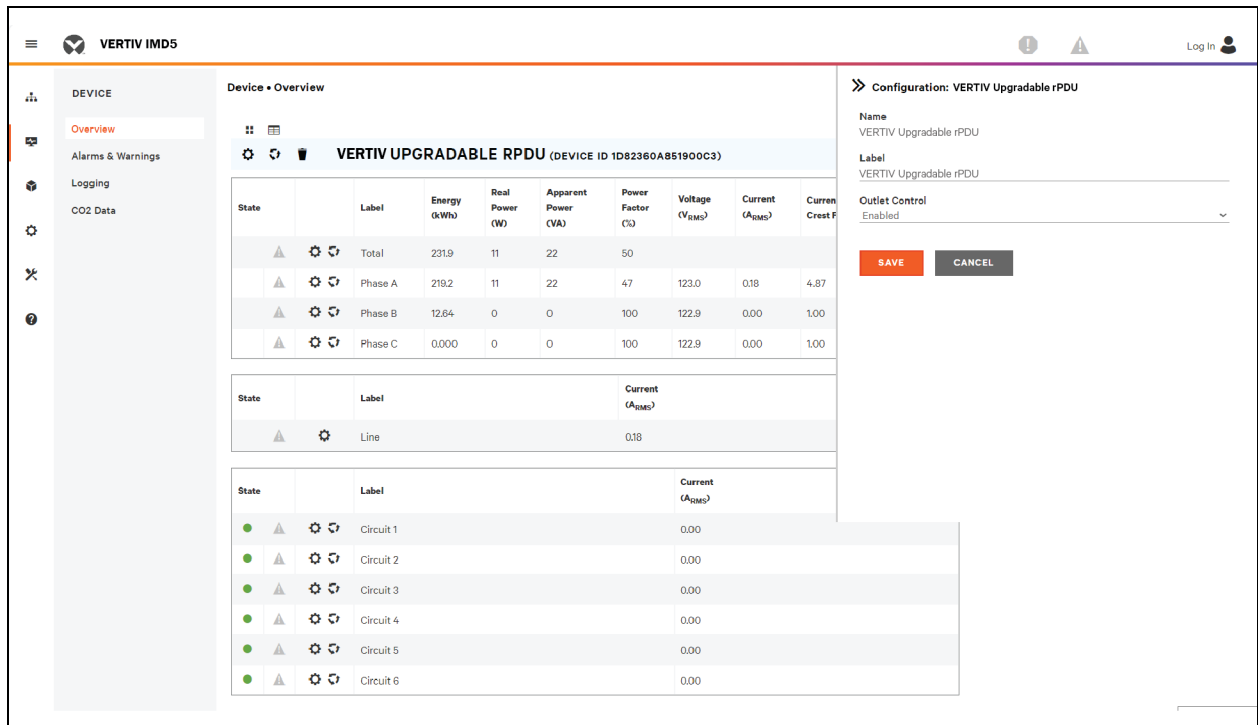 VERTIV IMD5
Log In
DEVICE
Overview
Alarms & Warnings
Logging
CO2 Data
Device • Overview
VERTIV UPGRADABLE RPDU (DEVICE ID 1D82360A851900C3)
State Label Energy (kWh) Real Power (W) Apparent Power (VA) Power Factor (%) Voltage (VRMS) Current (ARMS) Curren Crest F
Total 231.9 11 22 50
Phase A 219.2 11 22 47 123.0 0.18 4.87
Phase B 12.64 0 0 100 122.9 0.00 1.00
Phase C 0.000 0 0 100 122.9 0.00 1.00
State Label Current (ARMS)
Line 0.18
State Label Current (ARMS)
Circuit 1 0.00
Circuit 2 0.00
Circuit 3 0.00
Circuit 4 0.00
Circuit 5 0.00
Circuit 6 0.00
Configuration: VERTIV Upgradable rPDU
Name
VERTIV Upgradable rPDU
Label
VERTIV Upgradable rPDU
Outlet Control
Enabled
SAVE CANCEL